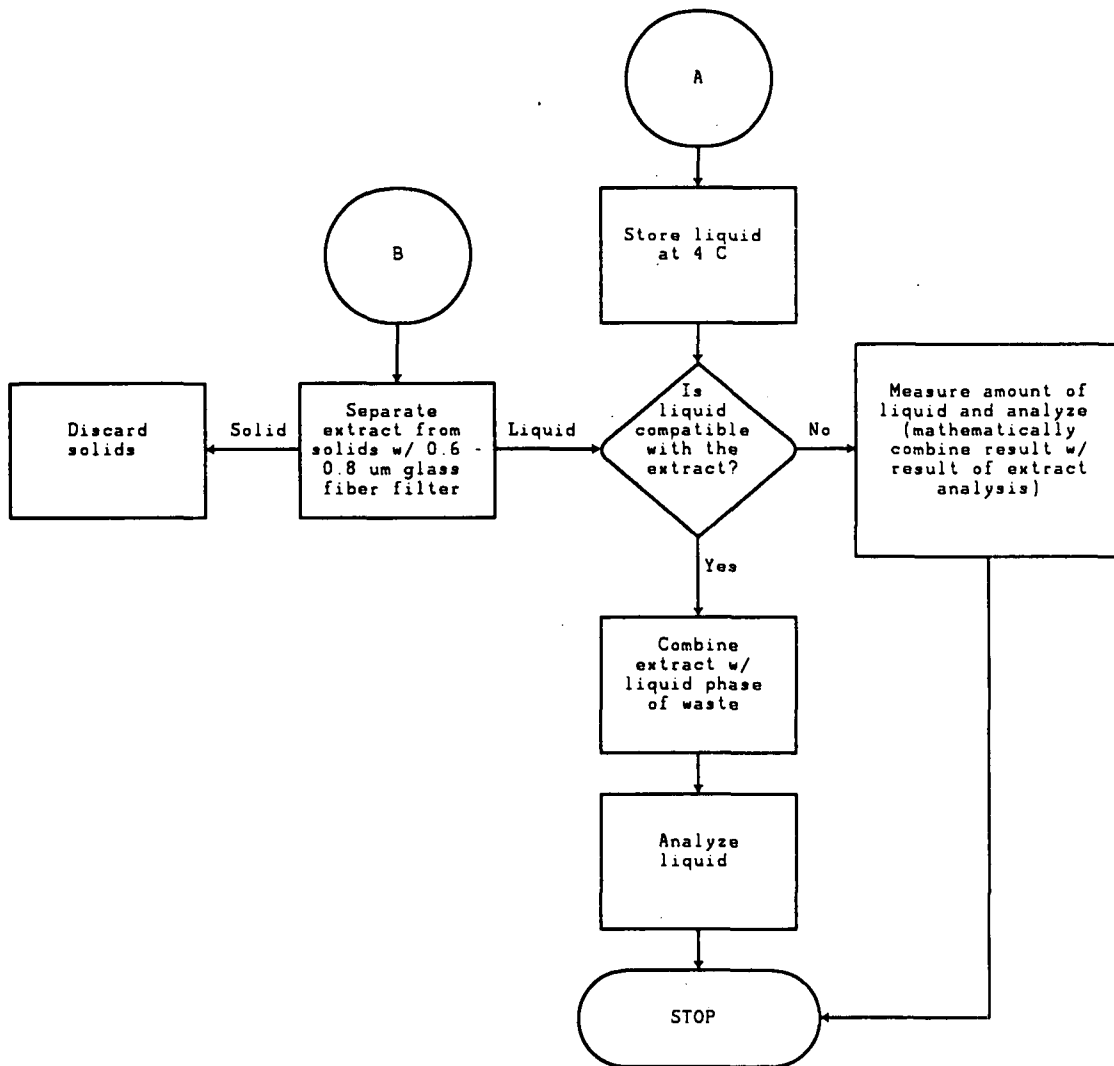 A
Store liquid
at 4 C
B
Discard
solids
Solid
Separate
extract from
solids w/ 0.6 -
0.8 um glass
fiber filter
Liquid
Is
liquid
compatible
with the
extract?
No
Measure amount of
liquid and analyze
(mathematically
combine result w/
result of extract
analysis)
Yes
Combine
extract w/
liquid phase
of waste
Analyze
liquid
STOP